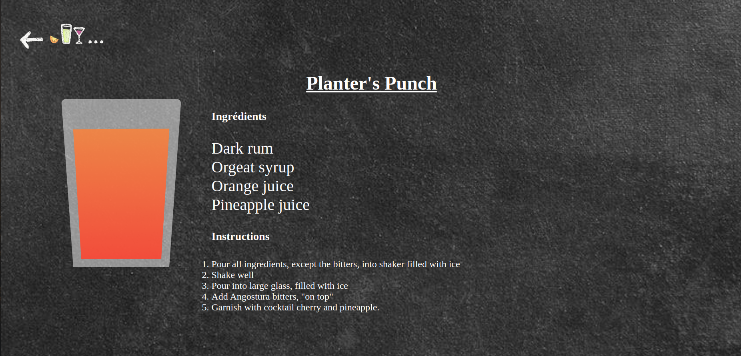 Planter's Punch
Ingrédients
Dark rum
Orgeat syrup
Orange juice
Pineapple juice
Instructions
1. Pour all ingredients, except the bitters, into shaker filled with ice
2. Shake well
3. Pour into large glass, filled with ice
4. Add Angostura bitters, "on top"
5. Garnish with cocktail cherry and pineapple.